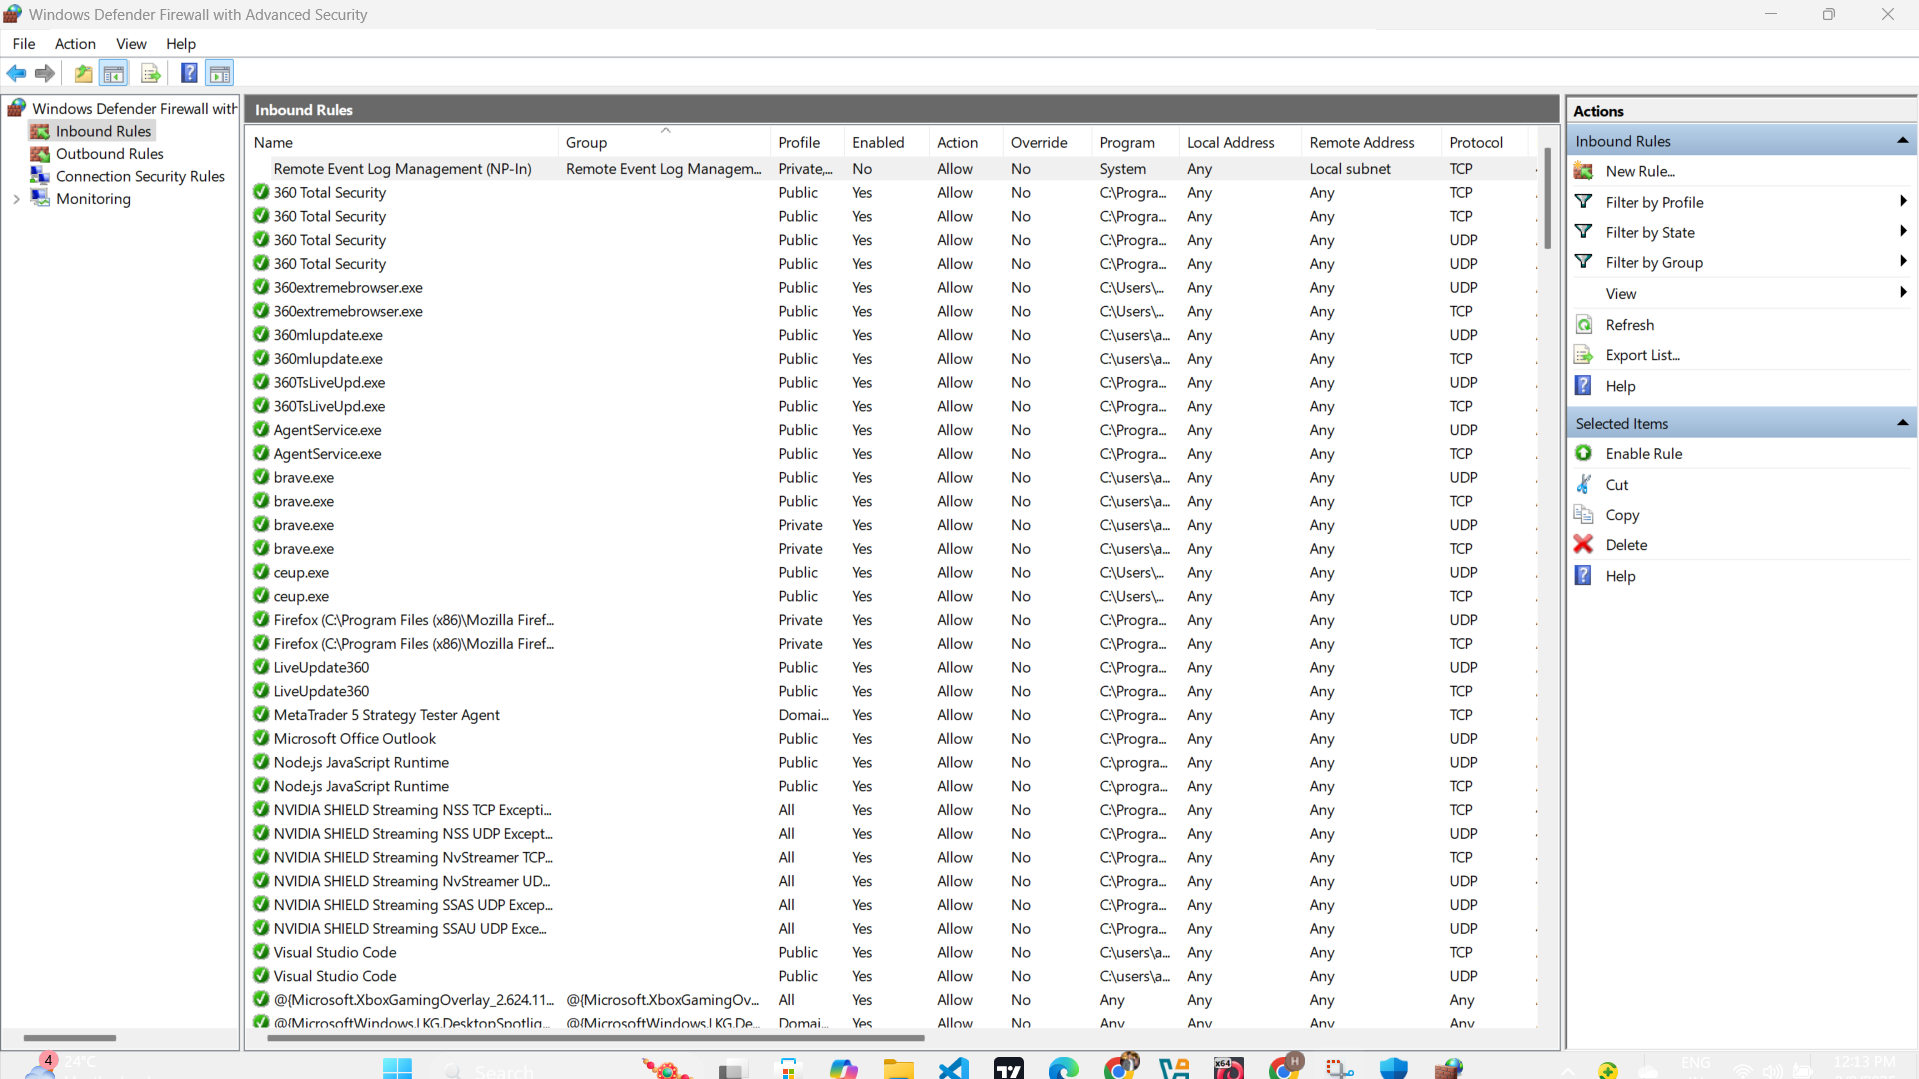 Windows Defender Firewall with Advanced Security
File Action View Help
Windows Defender Firewall with
Inbound Rules
Outbound Rules
Connection Security Rules
Monitoring
Inbound Rules
Name Group Profile Enabled Action Override Program Local Address Remote Address Protocol
Remote Event Log Management (NP-In) Remote Event Log Managem... Private,... No Allow No System Any Local subnet TCP
360 Total Security Public Yes Allow No C:\Progra... Any Any TCP
360 Total Security Public Yes Allow No C:\Progra... Any Any TCP
360 Total Security Public Yes Allow No C:\Progra... Any Any UDP
360 Total Security Public Yes Allow No C:\Progra... Any Any UDP
360extremebrowser.exe Public Yes Allow No C:\Users\... Any Any UDP
360extremebrowser.exe Public Yes Allow No C:\Users\... Any Any TCP
360mlupdate.exe Public Yes Allow No C:\users\a... Any Any UDP
360mlupdate.exe Public Yes Allow No C:\users\a... Any Any TCP
360TsLiveUpd.exe Public Yes Allow No C:\Progra... Any Any UDP
360TsLiveUpd.exe Public Yes Allow No C:\Progra... Any Any TCP
AgentService.exe Public Yes Allow No C:\Progra... Any Any UDP
AgentService.exe Public Yes Allow No C:\Progra... Any Any TCP
brave.exe Public Yes Allow No C:\users\a... Any Any UDP
brave.exe Public Yes Allow No C:\users\a... Any Any TCP
brave.exe Private Yes Allow No C:\users\a... Any Any UDP
brave.exe Private Yes Allow No C:\users\a... Any Any TCP
ceup.exe Public Yes Allow No C:\Users\... Any Any UDP
ceup.exe Public Yes Allow No C:\Users\... Any Any TCP
Firefox (C:\Program Files (x86)\Mozilla Firef... Private Yes Allow No C:\Progra... Any Any UDP
Firefox (C:\Program Files (x86)\Mozilla Firef... Private Yes Allow No C:\Progra... Any Any TCP
LiveUpdate360 Public Yes Allow No C:\Progra... Any Any UDP
LiveUpdate360 Public Yes Allow No C:\Progra... Any Any TCP
MetaTrader 5 Strategy Tester Agent Domai... Yes Allow No C:\Progra... Any Any TCP
Microsoft Office Outlook Public Yes Allow No C:\Progra... Any Any UDP
Node.js JavaScript Runtime Public Yes Allow No C:\progra... Any Any UDP
Node.js JavaScript Runtime Public Yes Allow No C:\progra... Any Any TCP
NVIDIA SHIELD Streaming NSS TCP Excepti... All Yes Allow No C:\Progra... Any Any TCP
NVIDIA SHIELD Streaming NSS UDP Except... All Yes Allow No C:\Progra... Any Any UDP
NVIDIA SHIELD Streaming NvStreamer TCP... All Yes Allow No C:\Progra... Any Any TCP
NVIDIA SHIELD Streaming NvStreamer UD... All Yes Allow No C:\Progra... Any Any UDP
NVIDIA SHIELD Streaming SSAS UDP Excep... All Yes Allow No C:\Progra... Any Any UDP
NVIDIA SHIELD Streaming SSAU UDP Exce... All Yes Allow No C:\Progra... Any Any UDP
Visual Studio Code Public Yes Allow No C:\users\a... Any Any TCP
Visual Studio Code Public Yes Allow No C:\users\a... Any Any UDP
@{Microsoft.XboxGamingOverlay_2.624.11... @{Microsoft.XboxGamingOv... All Yes Allow No Any Any Any Any
@{MicrosoftWindows.LKG.DesktopSpotlig... @{MicrosoftWindows.LKG.De... Domai... Yes Allow No Any Any Any Any
Actions
Inbound Rules
New Rule...
Filter by Profile
Filter by State
Filter by Group
View
Refresh
Export List...
Help
Selected Items
Enable Rule
Cut
Copy
Delete
Help
4 24°C Search x64 H ENG 12:13 PM